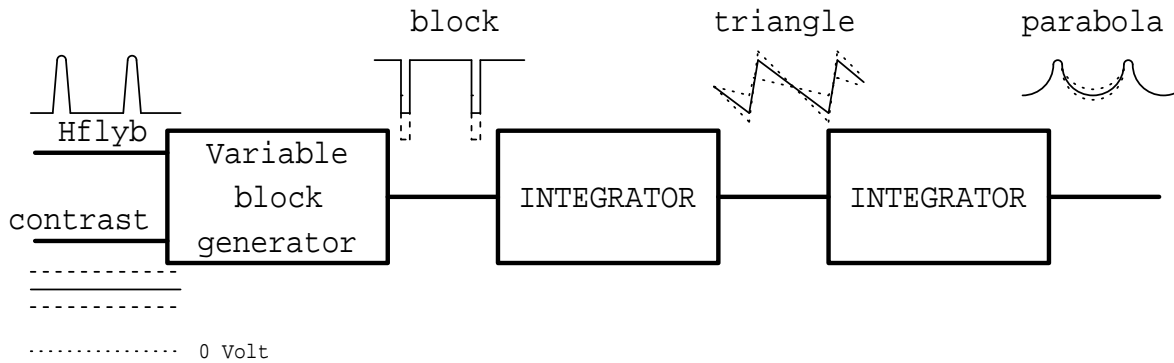 block
triangle
parabola
Hflyb
contrast
Variable
block
generator
INTEGRATOR
INTEGRATOR
0 Volt